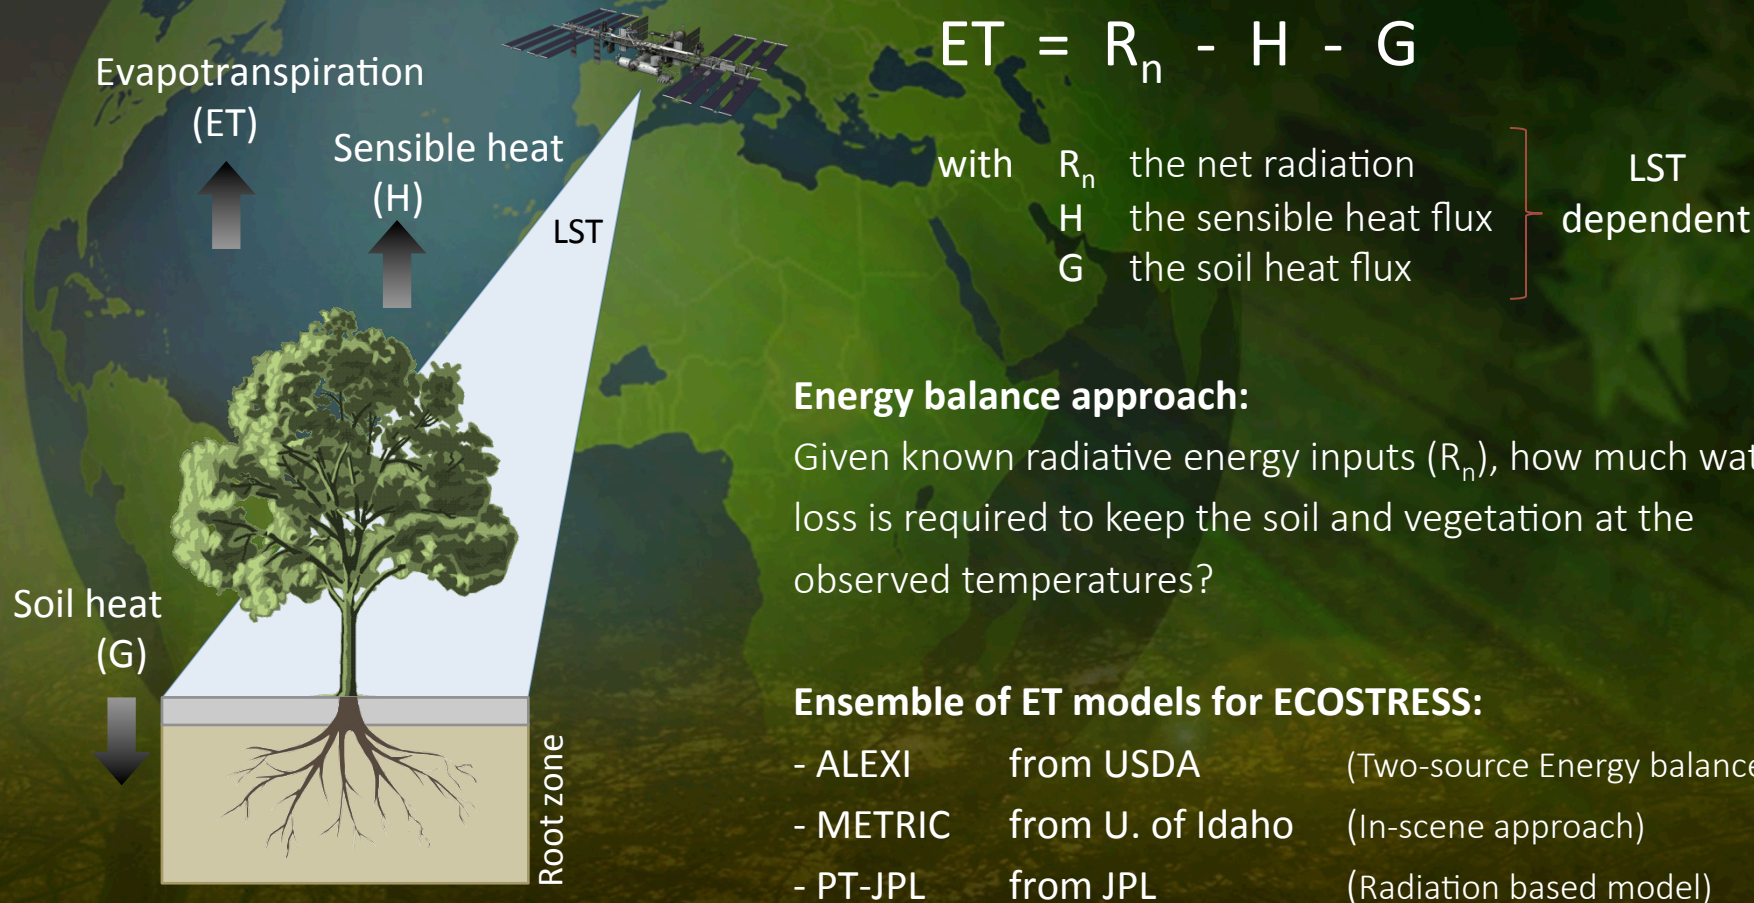 Evapotranspiration
(ET)
Sensible heat
(H)
LST
Soil heat
(G)
Root zone
ET = Rₙ - H - G
with Rₙ the net radiation
H the sensible heat flux
G the soil heat flux
LST
dependent
Energy balance approach:
Given known radiative energy inputs (Rₙ), how much wat
loss is required to keep the soil and vegetation at the
observed temperatures?
Ensemble of ET models for ECOSTRESS:
- ALEXI from USDA (Two-source Energy balance
- METRIC from U. of Idaho (In-scene approach)
- PT-JPL from JPL (Radiation based model)